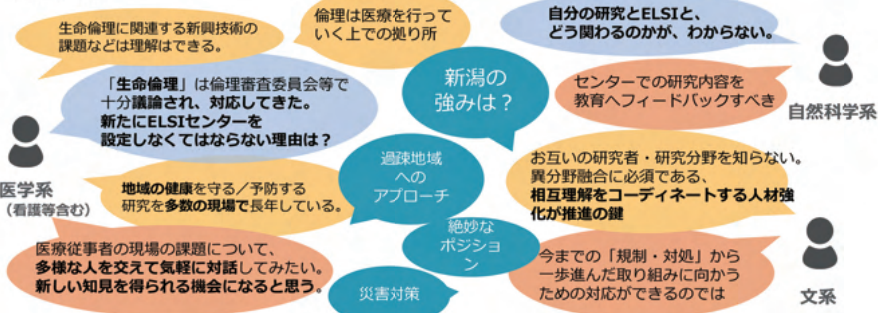 生命倫理に関連する新興技術の
課題などは理解はできる。
倫理は医療を行って
いく上での拠り所
自分の研究とELSIと、
どう関わるのかが、わからない。
「生命倫理」は倫理審査委員会等で
十分議論され、対応してきた。
新たにELSIセンターを
設定しなくてはならない理由は？
新潟の
強みは？
センターでの研究内容を
教育へフィードバックすべき
自然科学系
医学系
（看護等含む）
地域の健康を守る／予防する
研究を多数の現場で長年している。
過疎地域
への
アプローチ
お互いの研究者・研究分野を知らない。
異分野融合に必須である、
相互理解をコーディネートする人材強
化が推進の鍵
医療従事者の現場の課題について、
多様な人を交えて気軽に対話してみたい。
新しい知見を得られる機会になると思う。
絶妙な
ポジショ
ン
災害対策
今までの「規制・対処」から
一歩進んだ取り組みに向かう
ための対応ができるのでは
文系